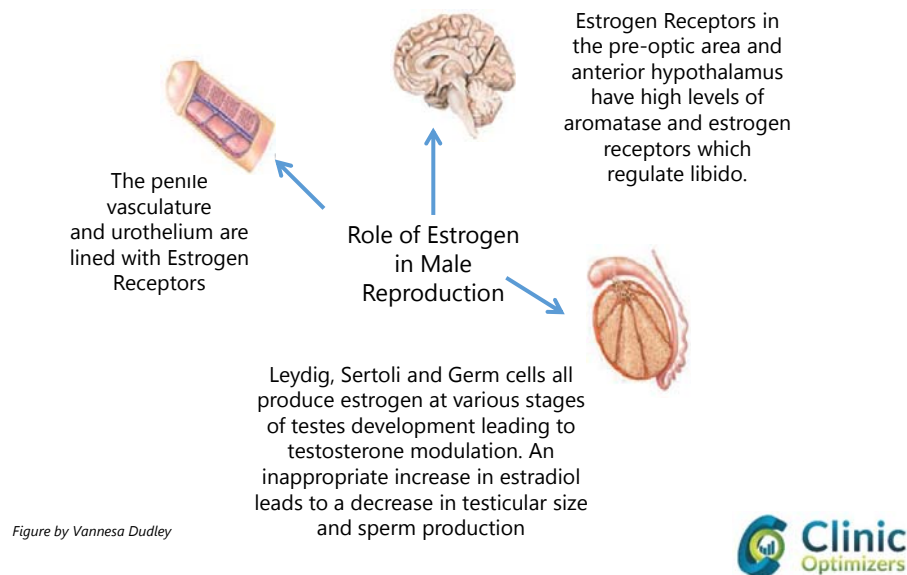 Estrogen Receptors in
the pre-optic area and
anterior hypothalamus
have high levels of
aromatase and estrogen
receptors which
regulate libido.
The penile
vasculature
and urothelium are
lined with Estrogen
Receptors
Role of Estrogen
in Male
Reproduction
Leydig, Sertoli and Germ cells all
produce estrogen at various stages
of testes development leading to
testosterone modulation. An
inappropriate increase in estradiol
leads to a decrease in testicular size
and sperm production
Figure by Vannesa Dudley
Clinic
Optimizers